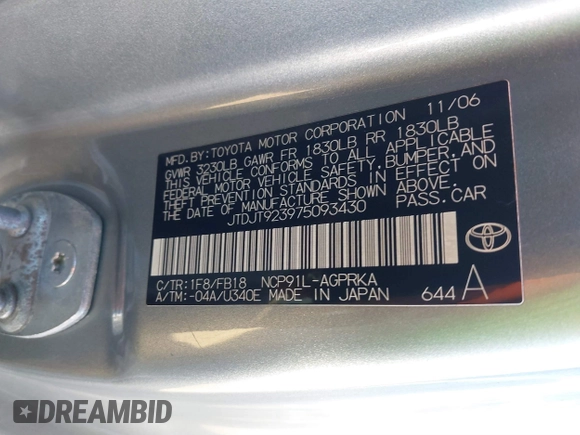 MFD.BY:TOYOTA MOTOR CORPORATION 11/06
GVWR 3230LB GAWR FR 1830LB RR 1830LB
THIS VEHICLE CONFORMS TO ALL APPLICABLE
FEDERAL MOTOR VEHICLE SAFETY,BUMPER,AND
THEFT PREVENTION STANDARDS IN EFFECT ON
THE DATE OF MANUFACTURE SHOWN ABOVE.
JTDJT923975093430 PASS.CAR
C/TR:1F8/FB18 NCP91L-AGPRKA
A/TM:-04A/U340E MADE IN JAPAN 644 A
DREAMBID